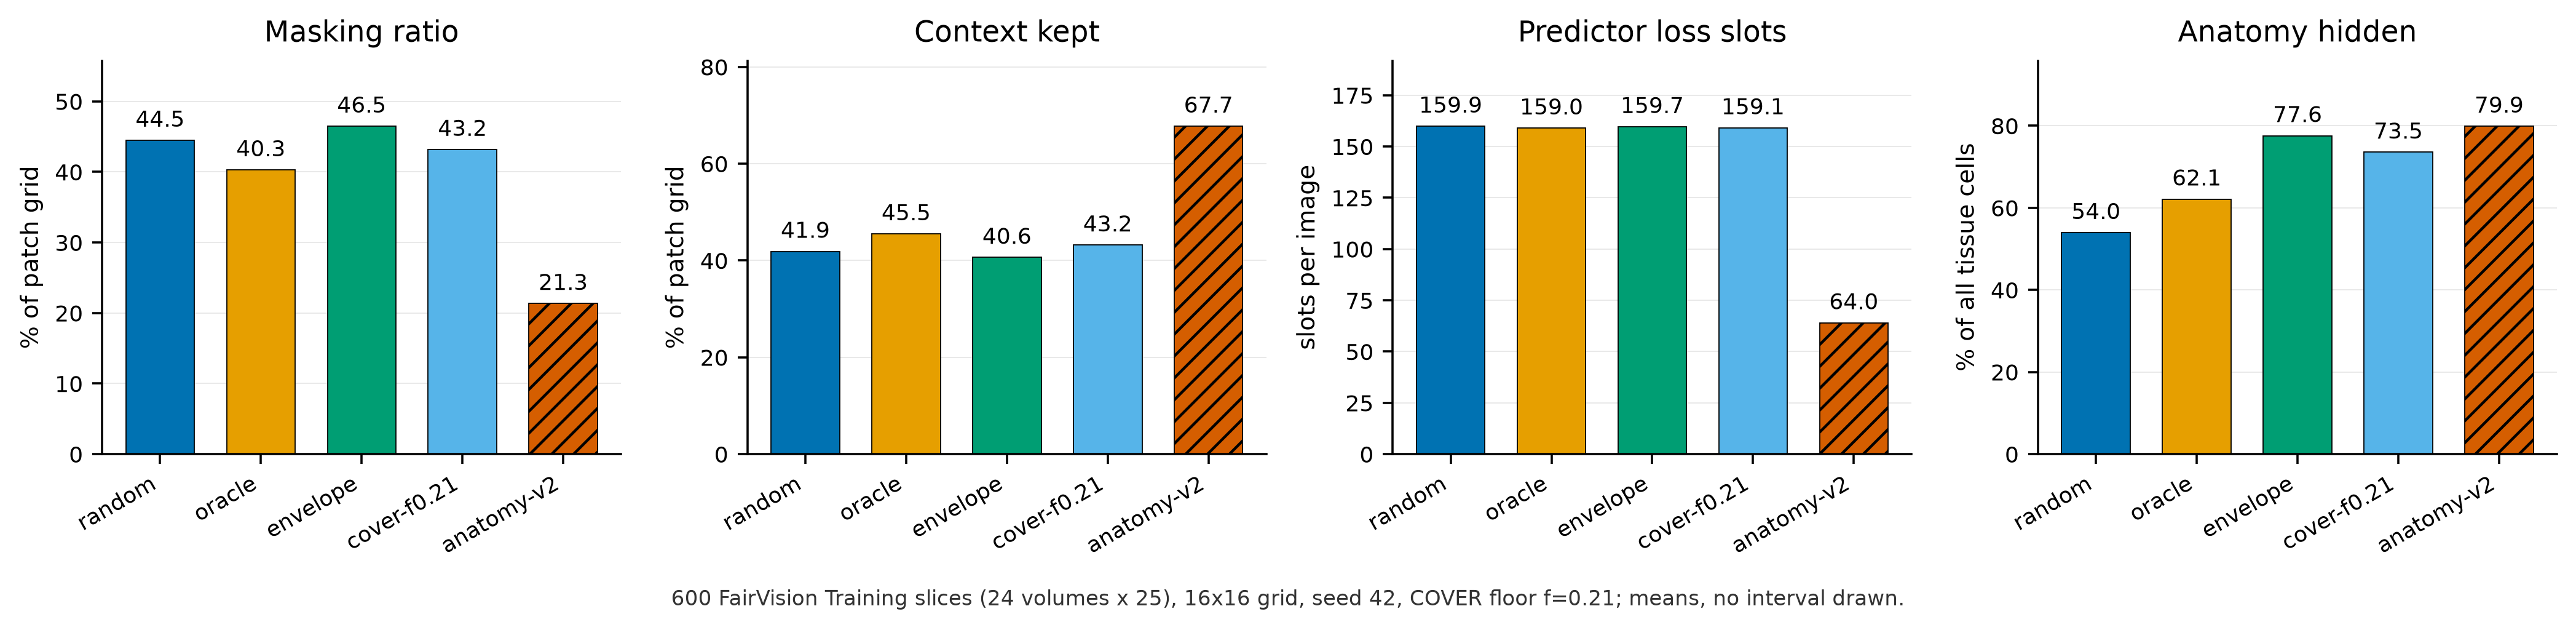 Masking ratio
% of patch grid
50
40
30
20
10
0
44.5
40.3
46.5
43.2
21.3
random
oracle
envelope
cover-f0.21
anatomy-v2
Context kept
% of patch grid
80
60
40
20
0
41.9
45.5
40.6
43.2
67.7
random
oracle
envelope
cover-f0.21
anatomy-v2
Predictor loss slots
slots per image
175
150
125
100
75
50
25
0
159.9
159.0
159.7
159.1
64.0
random
oracle
envelope
cover-f0.21
anatomy-v2
Anatomy hidden
% of all tissue cells
80
60
40
20
0
54.0
62.1
77.6
73.5
79.9
random
oracle
envelope
cover-f0.21
anatomy-v2
600 FairVision Training slices (24 volumes x 25), 16x16 grid, seed 42, COVER floor f=0.21; means, no interval drawn.